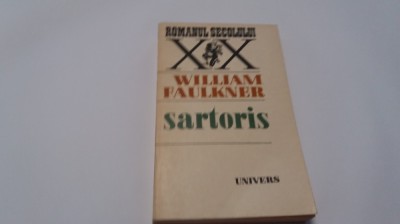 ROMANUL SECOLULUI
XX
WILLIAM
FAULKNER
sartoris
UNIVERS